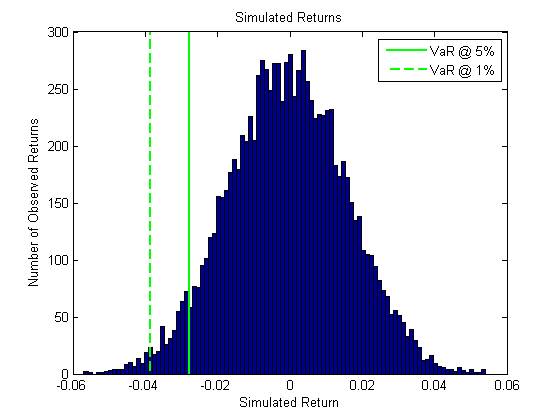 Simulated Returns
300
250
200
150
100
50
0
-0.06 -0.04 -0.02 0 0.02 0.04 0.06
Number of Observed Returns
Simulated Return
VaR @ 5%
VaR @ 1%